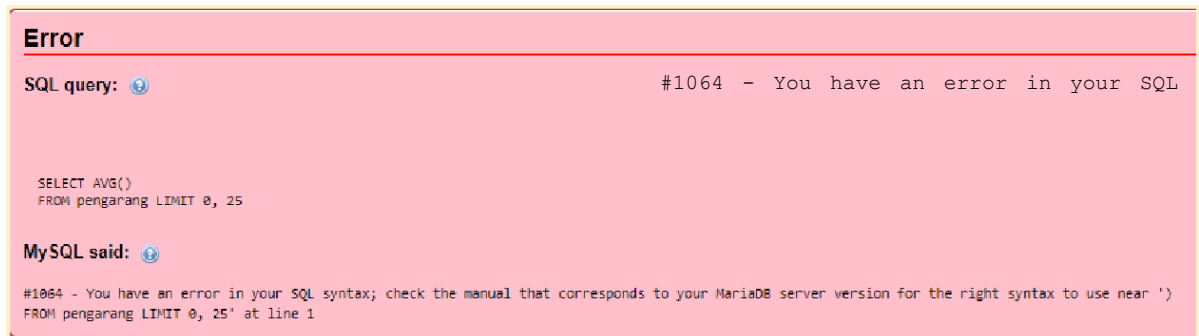 Error
SQL query: #1064 - You have an error in your SQL
SELECT AVG()
FROM pengarang LIMIT 0, 25
MySQL said:
#1064 - You have an error in your SQL syntax; check the manual that corresponds to your MariaDB server version for the right syntax to use near ')
FROM pengarang LIMIT 0, 25' at line 1